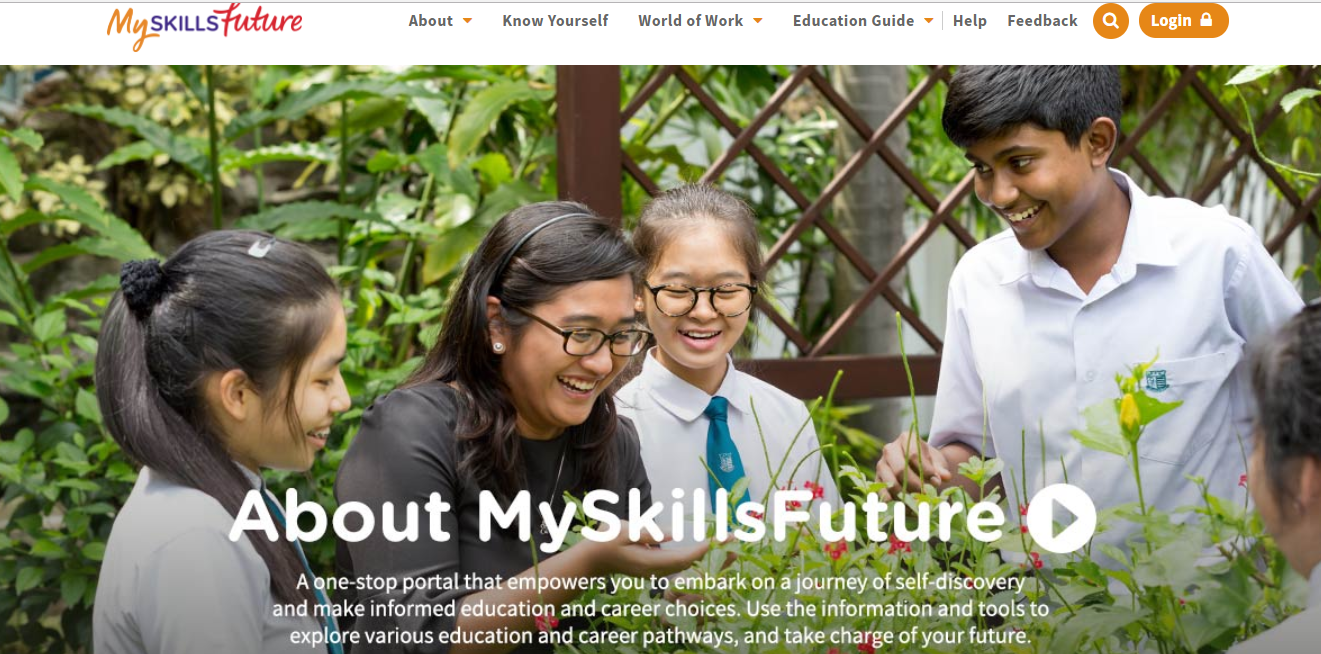 MySKILLSFuture
About Know Yourself World of Work Education Guide Help Feedback Login
About MySkillsFuture
A one-stop portal that empowers you to embark on a journey of self-discovery
and make informed education and career choices. Use the information and tools to
explore various education and career pathways, and take charge of your future.